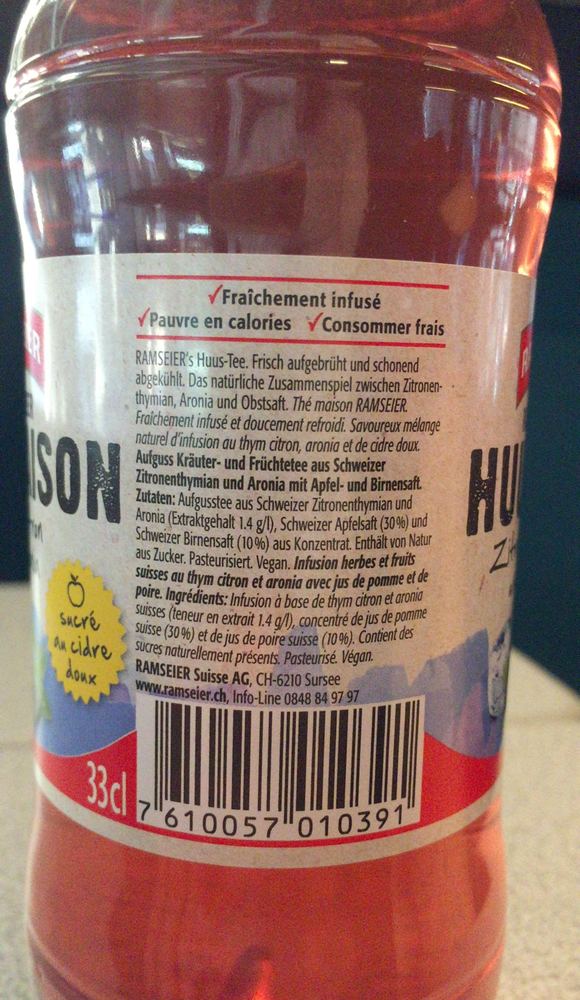 ✓Fraîchement infusé
✓Pauvre en calories ✓Consommer frais
RAMSEIER's Huus-Tee. Frisch aufgebrüht und schonend
abgekühlt. Das natürliche Zusammenspiel zwischen Zitronen-
thymian, Aronia und Obstsaft. Thé maison RAMSEIER.
Fraîchement infusé et doucement refroidi. Savoureux mélange
naturel d'infusion au thym citron, aronia et de cidre doux.
Aufguss Kräuter- und Früchtetee aus Schweizer
Zitronenthymian und Aronia mit Apfel- und Birnensaft.
Zutaten: Aufgusstee aus Schweizer Zitronenthymian und
Aronia (Extraktgehalt 1.4 g/l), Schweizer Apfelsaft (30%) und
Schweizer Birnensaft (10%) aus Konzentrat. Enthält von Natur
aus Zucker. Pasteurisiert. Vegan. Infusion herbes et fruits
suisses au thym citron et aronia avec jus de pomme et de
poire. Ingrédients: Infusion à base de thym citron et aronia
suisses (teneur en extrait 1.4 g/l), concentré de jus de pomme
suisse (30%) et de jus de poire suisse (10%). Contient des
sucres naturellement présents. Pasteurisé. Végan.
RAMSEIER Suisse AG, CH-6210 Sursee
www.ramseier.ch, Info-Line 0848 84 97 97
7 610057 010391
33cl
sucré
au cidre
doux
ISON
HU